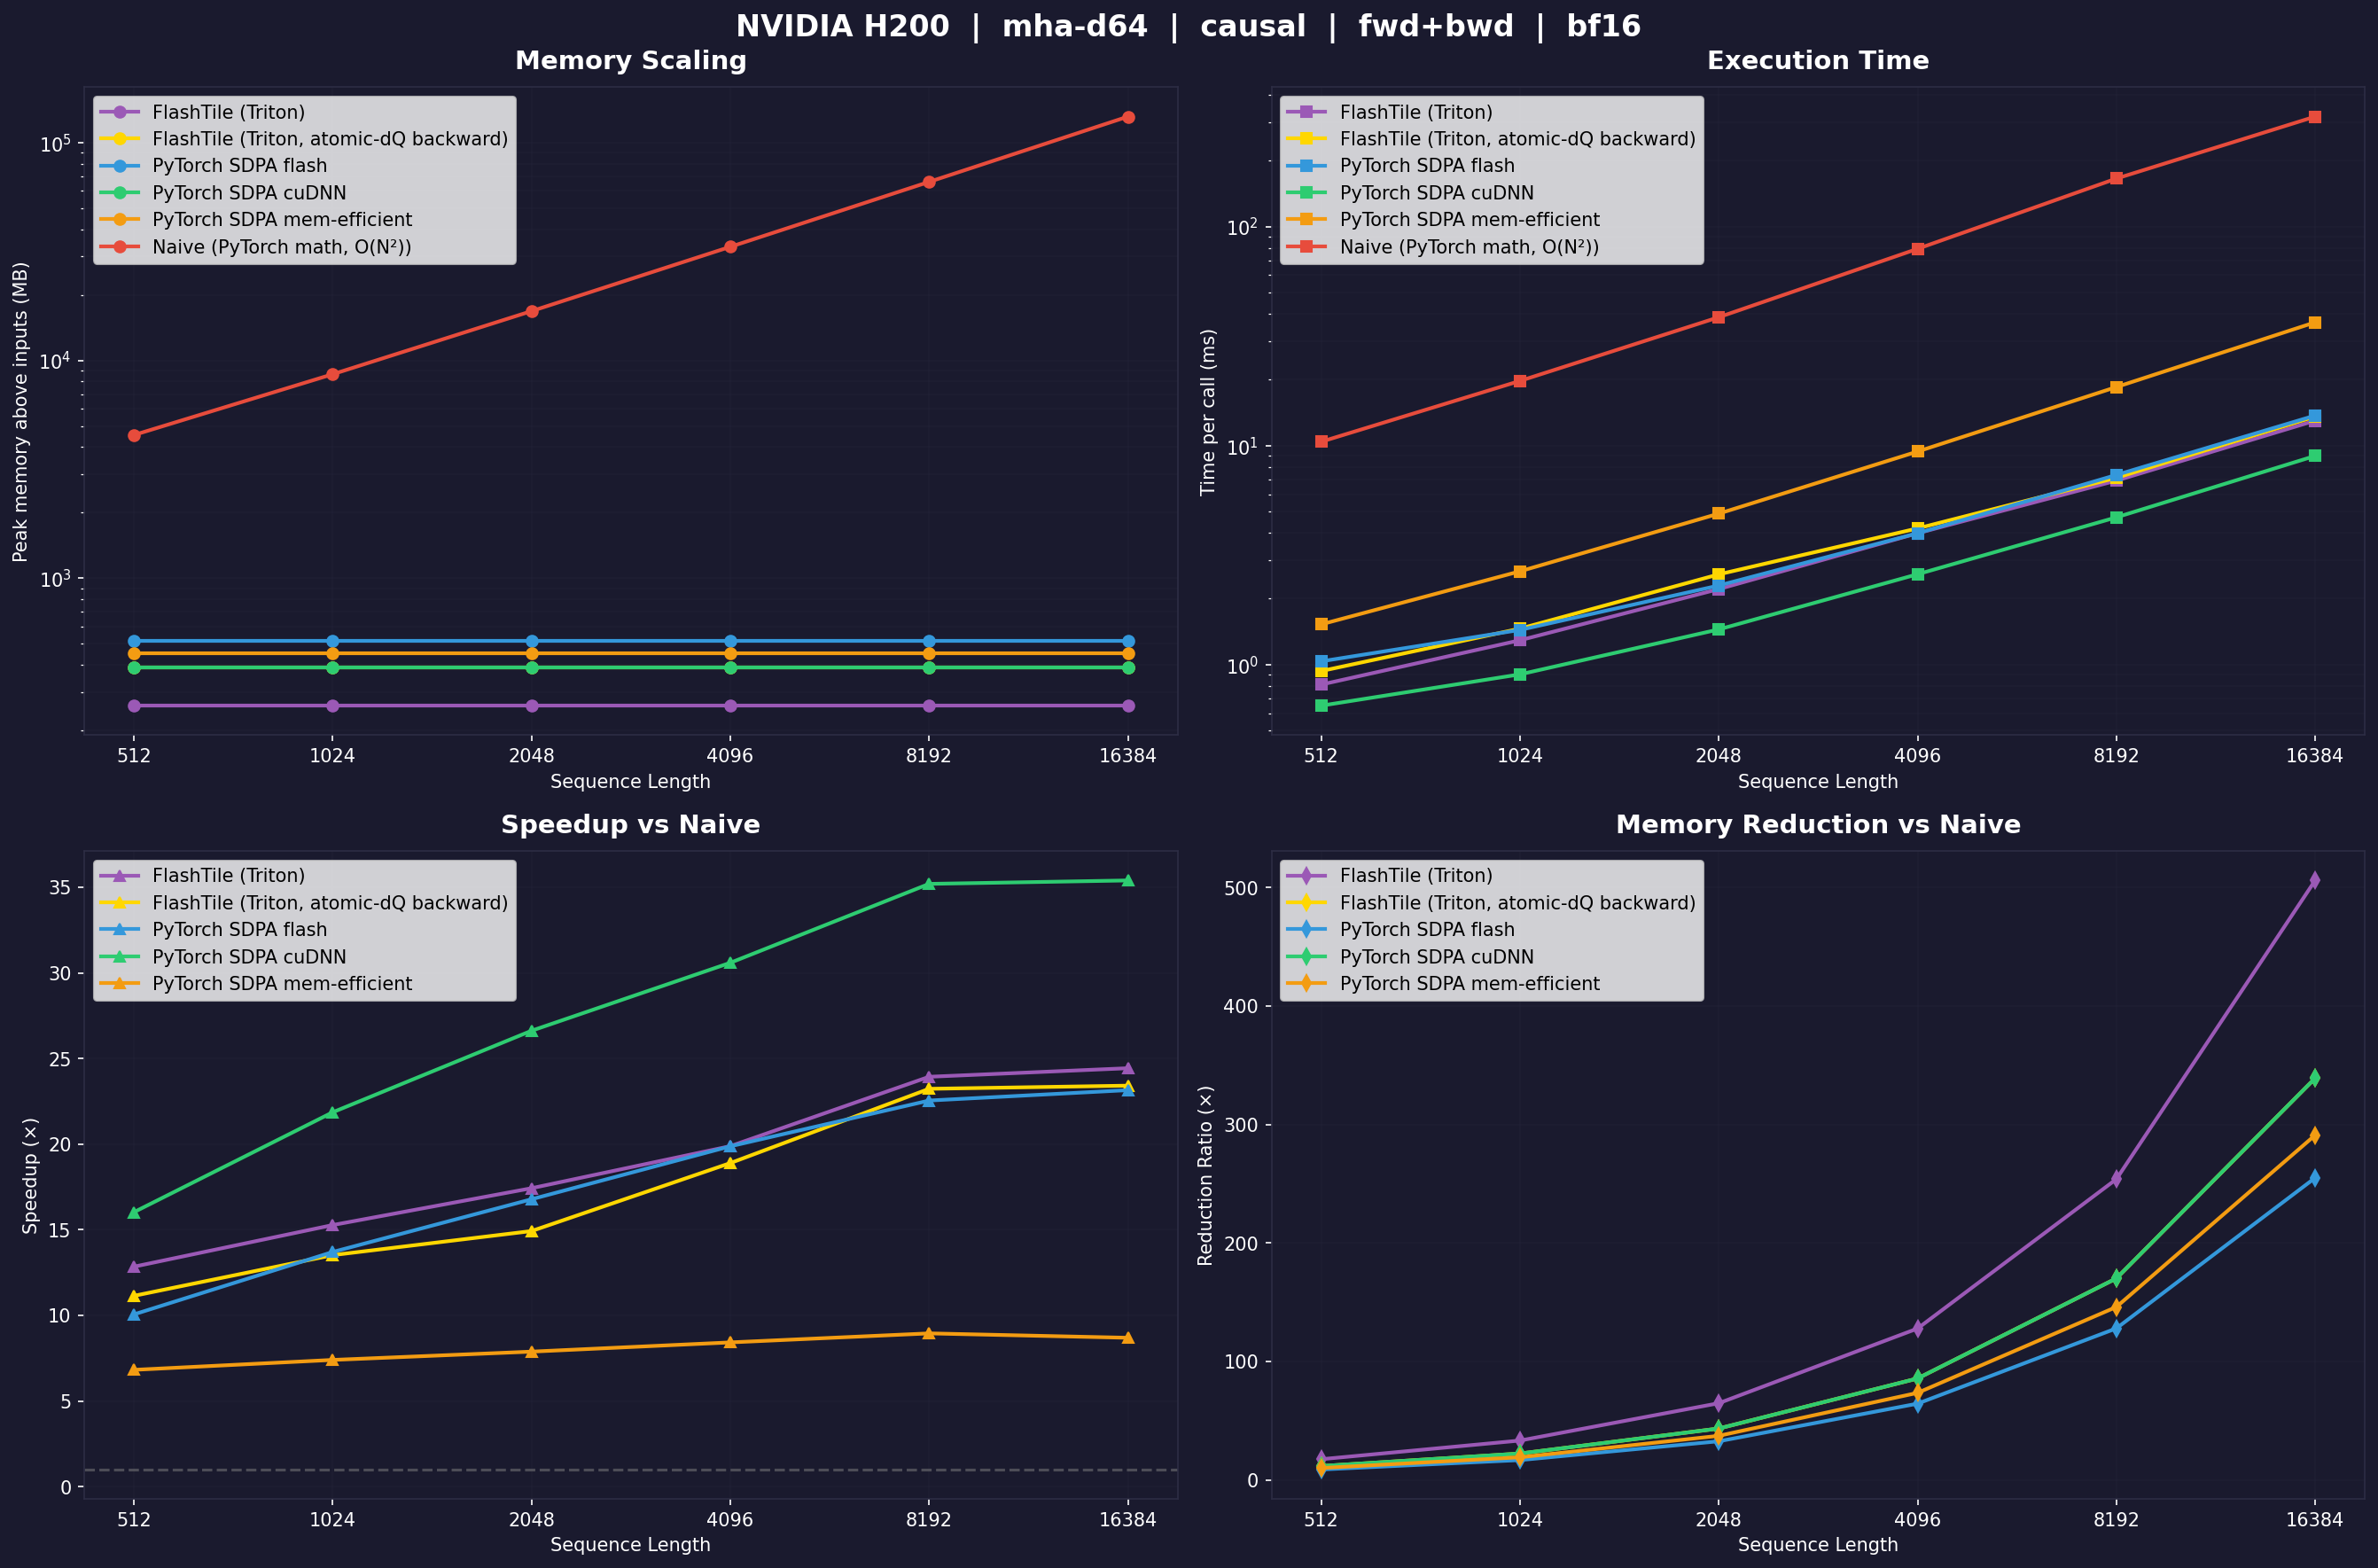 NVIDIA H200 | mha-d64 | causal | fwd+bwd | bf16
Memory Scaling
FlashTile (Triton)
FlashTile (Triton, atomic-dQ backward)
PyTorch SDPA flash
PyTorch SDPA cuDNN
PyTorch SDPA mem-efficient
Naive (PyTorch math, O(N²))
Peak memory above inputs (MB)
10⁵
10⁴
10³
512 1024 2048 4096 8192 16384
Sequence Length
Execution Time
FlashTile (Triton)
FlashTile (Triton, atomic-dQ backward)
PyTorch SDPA flash
PyTorch SDPA cuDNN
PyTorch SDPA mem-efficient
Naive (PyTorch math, O(N²))
Time per call (ms)
10²
10¹
10⁰
512 1024 2048 4096 8192 16384
Sequence Length
Speedup vs Naive
FlashTile (Triton)
FlashTile (Triton, atomic-dQ backward)
PyTorch SDPA flash
PyTorch SDPA cuDNN
PyTorch SDPA mem-efficient
Speedup (×)
35
30
25
20
15
10
5
0
512 1024 2048 4096 8192 16384
Sequence Length
Memory Reduction vs Naive
FlashTile (Triton)
FlashTile (Triton, atomic-dQ backward)
PyTorch SDPA flash
PyTorch SDPA cuDNN
PyTorch SDPA mem-efficient
Reduction Ratio (×)
500
400
300
200
100
0
512 1024 2048 4096 8192 16384
Sequence Length